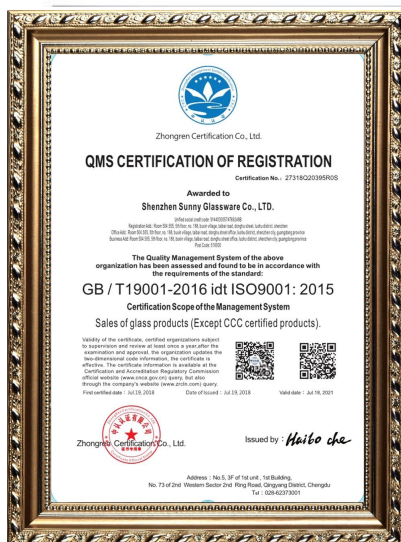 Zhongren Certification Co., Ltd.
QMS CERTIFICATION OF REGISTRATION
Certification No.: 27318Q20395R0S
Awarded to
Shenzhen Sunny Glassware Co., LTD.
The Quality Management System of the above
organization has been assessed and found to be in accordance with
the requirements of the standard:
GB / T19001-2016 idt ISO9001: 2015
Certification Scope of the Management System
Sales of glass products (Except CCC certified products).
Validity of the certificate, certified organizations subject
to supervision and review at least once a year,after the
examination and approval, the organization updates the
two-dimensional code information, the certificate is
effective. The certificate information is available at the
Certification and Accreditation Regulatory Commission
official website (www.cnca.gov.cn) query, but also
through the company's website (www.zrcln.com) query.
First certified date : Jul.19, 2018 Date of Issued : Jul.19, 2018 Valid date : Jul 19, 2021
Zhongren Certification Co., Ltd.
Issued by : Haibo che
Address : No.5, 3F of 1st unit , 1st Building,
No. 73 of 2nd Western Sector 2nd Ring Road, Qingyang District, Chengdu
Tel : 028-62373001